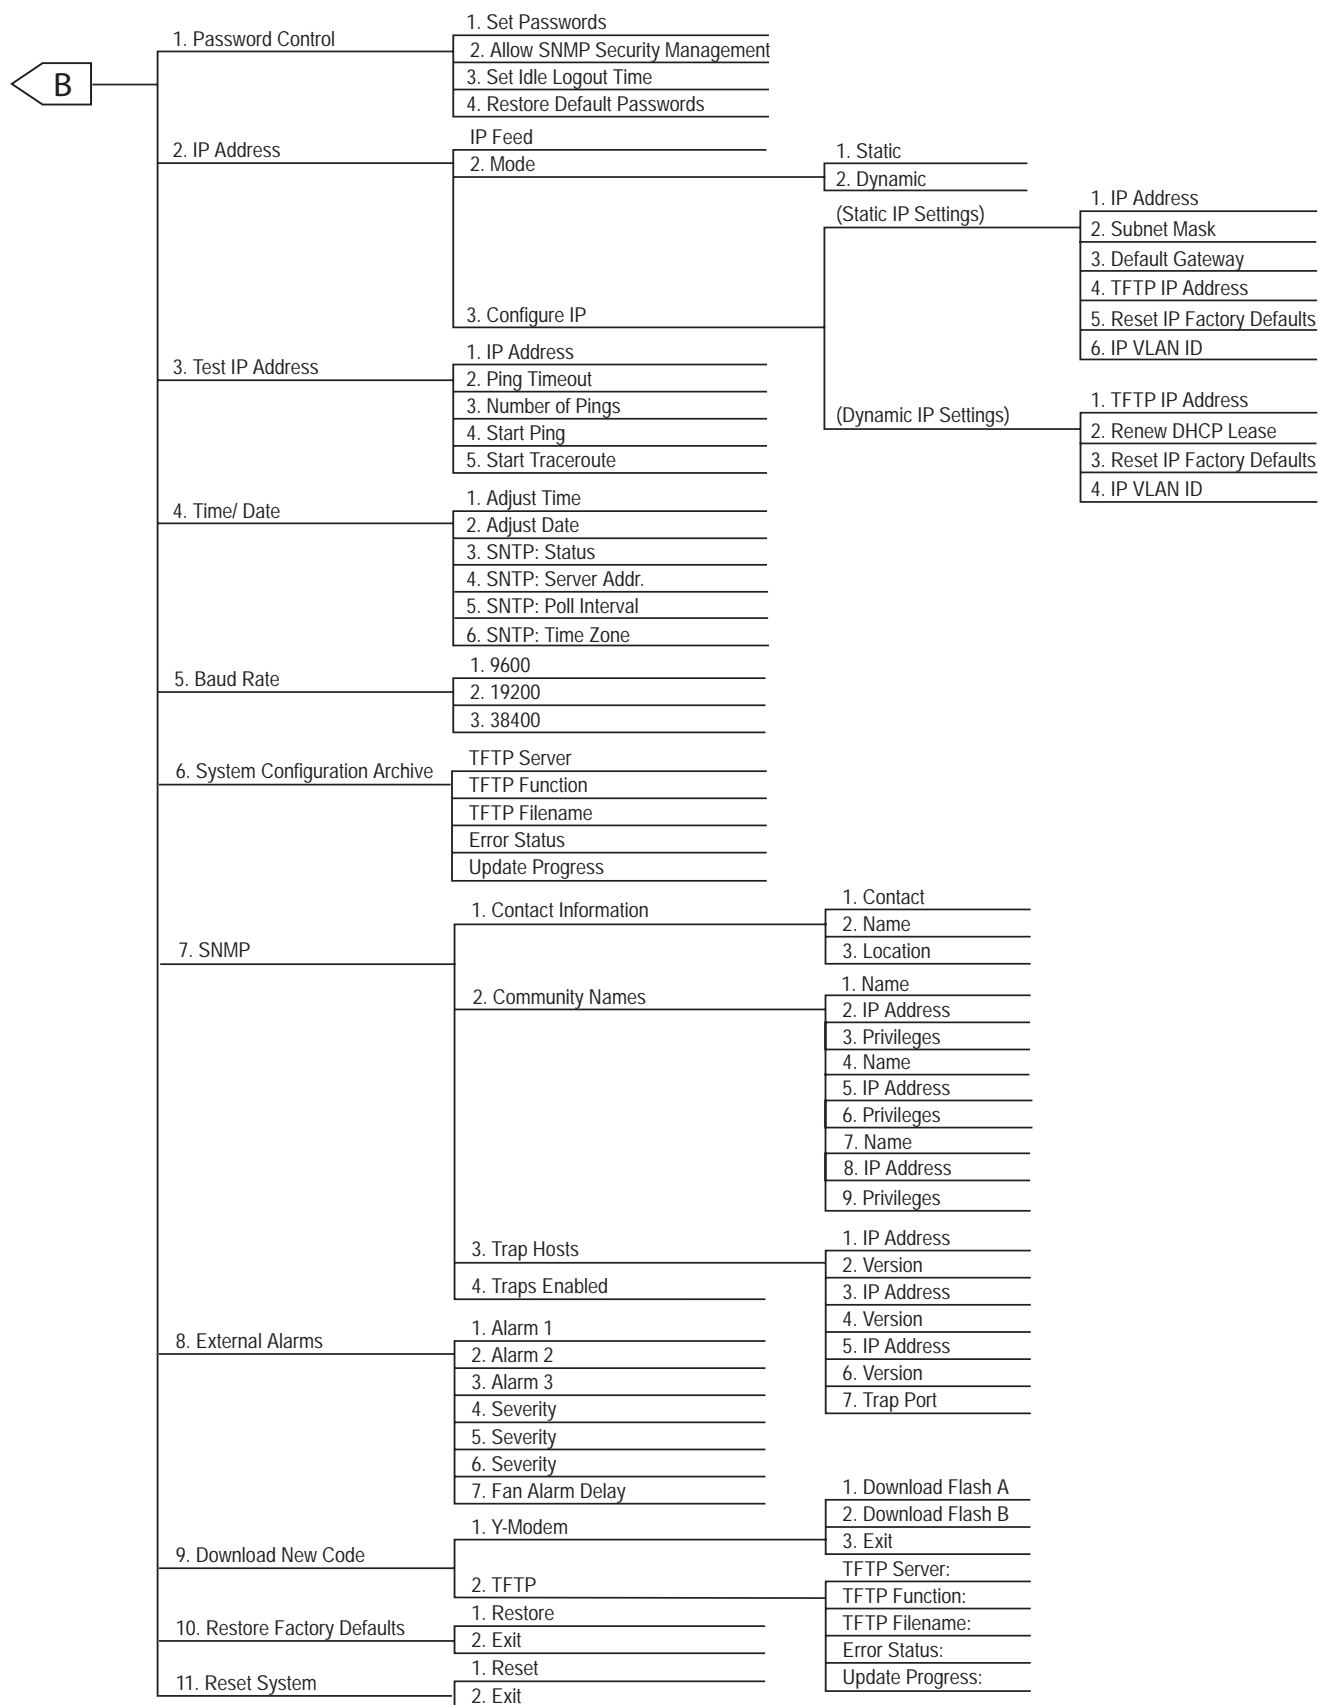 B
1. Password Control
1. Set Passwords
2. Allow SNMP Security Management
3. Set Idle Logout Time
4. Restore Default Passwords
2. IP Address
IP Feed
2. Mode
1. Static
2. Dynamic
3. Configure IP
(Static IP Settings)
1. IP Address
2. Subnet Mask
3. Default Gateway
4. TFTP IP Address
5. Reset IP Factory Defaults
6. IP VLAN ID
(Dynamic IP Settings)
1. TFTP IP Address
2. Renew DHCP Lease
3. Reset IP Factory Defaults
4. IP VLAN ID
3. Test IP Address
1. IP Address
2. Ping Timeout
3. Number of Pings
4. Start Ping
5. Start Traceroute
4. Time/ Date
1. Adjust Time
2. Adjust Date
3. SNTP: Status
4. SNTP: Server Addr.
5. SNTP: Poll Interval
6. SNTP: Time Zone
5. Baud Rate
1. 9600
2. 19200
3. 38400
6. System Configuration Archive
TFTP Server
TFTP Function
TFTP Filename
Error Status
Update Progress
7. SNMP
1. Contact Information
1. Contact
2. Name
3. Location
2. Community Names
1. Name
2. IP Address
3. Privileges
4. Name
5. IP Address
6. Privileges
7. Name
8. IP Address
9. Privileges
3. Trap Hosts
1. IP Address
2. Version
3. IP Address
4. Version
5. IP Address
6. Version
7. Trap Port
4. Traps Enabled
8. External Alarms
1. Alarm 1
2. Alarm 2
3. Alarm 3
4. Severity
5. Severity
6. Severity
7. Fan Alarm Delay
9. Download New Code
1. Y-Modem
1. Download Flash A
2. Download Flash B
3. Exit
2. TFTP
TFTP Server:
TFTP Function:
TFTP Filename:
Error Status:
Update Progress:
10. Restore Factory Defaults
1. Restore
2. Exit
11. Reset System
1. Reset
2. Exit